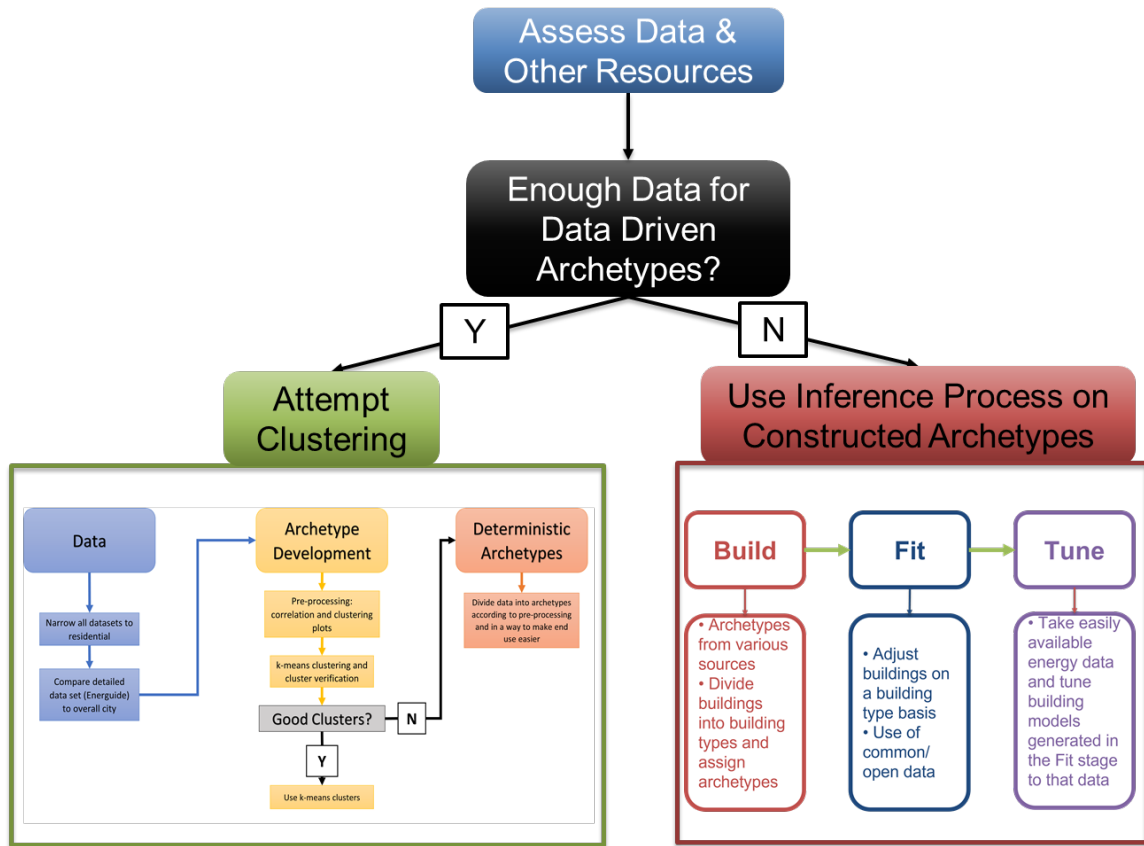 Assess Data &
Other Resources
Enough Data for
Data Driven
Archetypes?
Y
N
Attempt
Clustering
Use Inference Process on
Constructed Archetypes
Data
Narrow all datasets to
residential
Compare detailed
data set (Energuide)
to overall city
Archetype
Development
Pre-processing:
correlation and clustering
plots
k-means clustering and
cluster verification
Good Clusters?
N
Y
Use k-means clusters
Deterministic
Archetypes
Divide data into archetypes
according to pre-processing
and in a way to make end
use easier
Build
• Archetypes
from various
sources
• Divide
buildings
into building
types and
assign
archetypes
Fit
• Adjust
buildings on
a building
type basis
• Use of
common/
open data
Tune
• Take easily
available
energy data
and tune
building
models
generated in
the Fit stage
to that data